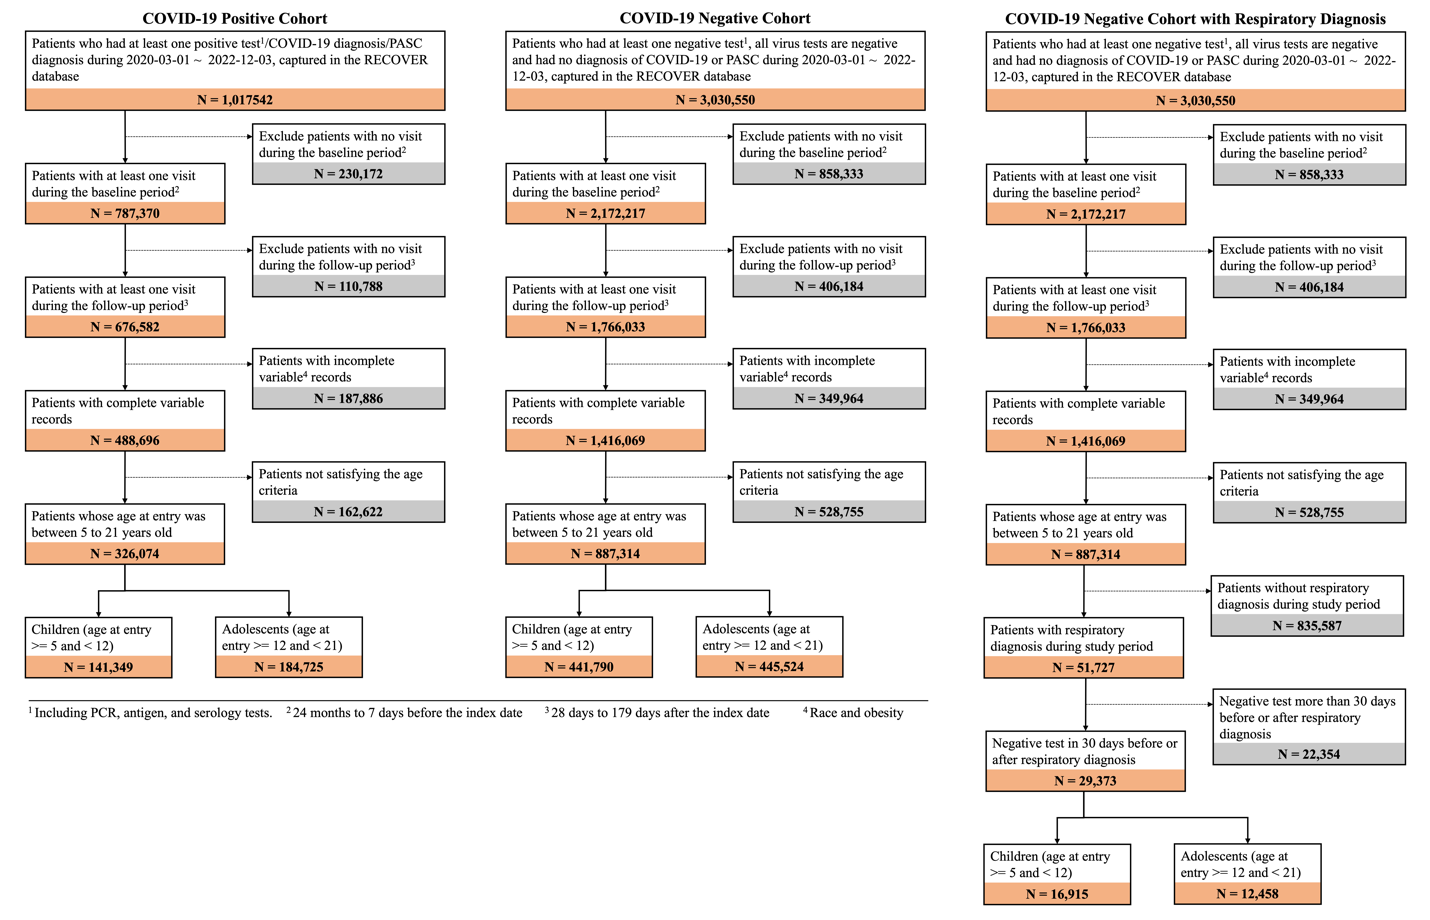 COVID-19 Positive Cohort
Patients who had at least one positive test¹/COVID-19 diagnosis/PASC
diagnosis during 2020-03-01 ~ 2022-12-03, captured in the RECOVER
database
N = 1,017542
Exclude patients with no visit
during the baseline period²
N = 230,172
Patients with at least one visit
during the baseline period²
N = 787,370
Exclude patients with no visit
during the follow-up period³
N = 110,788
Patients with at least one visit
during the follow-up period³
N = 676,582
Patients with incomplete
variable⁴ records
N = 187,886
Patients with complete variable
records
N = 488,696
Patients not satisfying the age
criteria
N = 162,622
Patients whose age at entry was
between 5 to 21 years old
N = 326,074
Children (age at entry
>= 5 and < 12)
N = 141,349
Adolescents (age at
entry >= 12 and < 21)
N = 184,725
COVID-19 Negative Cohort
Patients who had at least one negative test¹, all virus tests are negative
and had no diagnosis of COVID-19 or PASC during 2020-03-01 ~ 2022-
12-03, captured in the RECOVER database
N = 3,030,550
Exclude patients with no visit
during the baseline period²
N = 858,333
Patients with at least one visit
during the baseline period²
N = 2,172,217
Exclude patients with no visit
during the follow-up period³
N = 406,184
Patients with at least one visit
during the follow-up period³
N = 1,766,033
Patients with incomplete
variable⁴ records
N = 349,964
Patients with complete variable
records
N = 1,416,069
Patients not satisfying the age
criteria
N = 528,755
Patients whose age at entry was
between 5 to 21 years old
N = 887,314
Children (age at entry
>= 5 and < 12)
N = 441,790
Adolescents (age at
entry >= 12 and < 21)
N = 445,524
COVID-19 Negative Cohort with Respiratory Diagnosis
Patients who had at least one negative test¹, all virus tests are negative
and had no diagnosis of COVID-19 or PASC during 2020-03-01 ~ 2022-
12-03, captured in the RECOVER database
N = 3,030,550
Exclude patients with no visit
during the baseline period²
N = 858,333
Patients with at least one visit
during the baseline period²
N = 2,172,217
Exclude patients with no visit
during the follow-up period³
N = 406,184
Patients with at least one visit
during the follow-up period³
N = 1,766,033
Patients with incomplete
variable⁴ records
N = 349,964
Patients with complete variable
records
N = 1,416,069
Patients not satisfying the age
criteria
N = 528,755
Patients whose age at entry was
between 5 to 21 years old
N = 887,314
Patients without respiratory
diagnosis during study period
N = 835,587
Patients with respiratory
diagnosis during study period
N = 51,727
Negative test more than 30 days
before or after respiratory
diagnosis
N = 22,354
Negative test in 30 days before or
after respiratory diagnosis
N = 29,373
Children (age at entry
>= 5 and < 12)
N = 16,915
Adolescents (age at
entry >= 12 and < 21)
N = 12,458
¹ Including PCR, antigen, and serology tests. ² 24 months to 7 days before the index date ³ 28 days to 179 days after the index date ⁴ Race and obesity